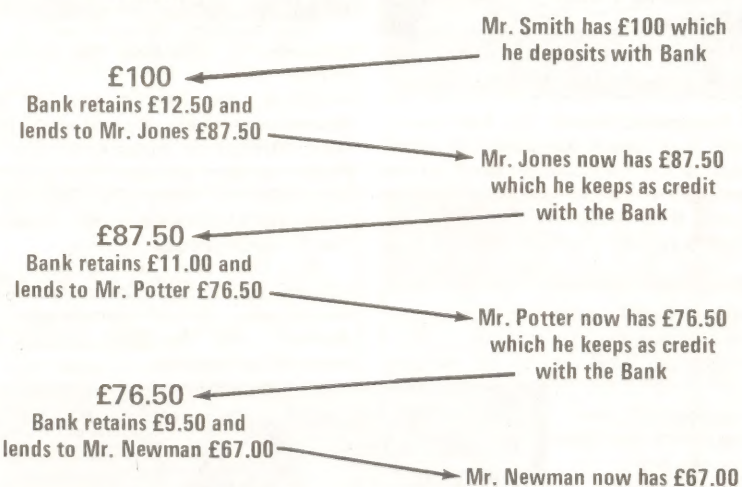 Mr. Smith has £100 which
he deposits with Bank
£100
Bank retains £12.50 and
lends to Mr. Jones £87.50
Mr. Jones now has £87.50
which he keeps as credit
with the Bank
£87.50
Bank retains £11.00 and
lends to Mr. Potter £76.50
Mr. Potter now has £76.50
which he keeps as credit
with the Bank
£76.50
Bank retains £9.50 and
lends to Mr. Newman £67.00
Mr. Newman now has £67.00